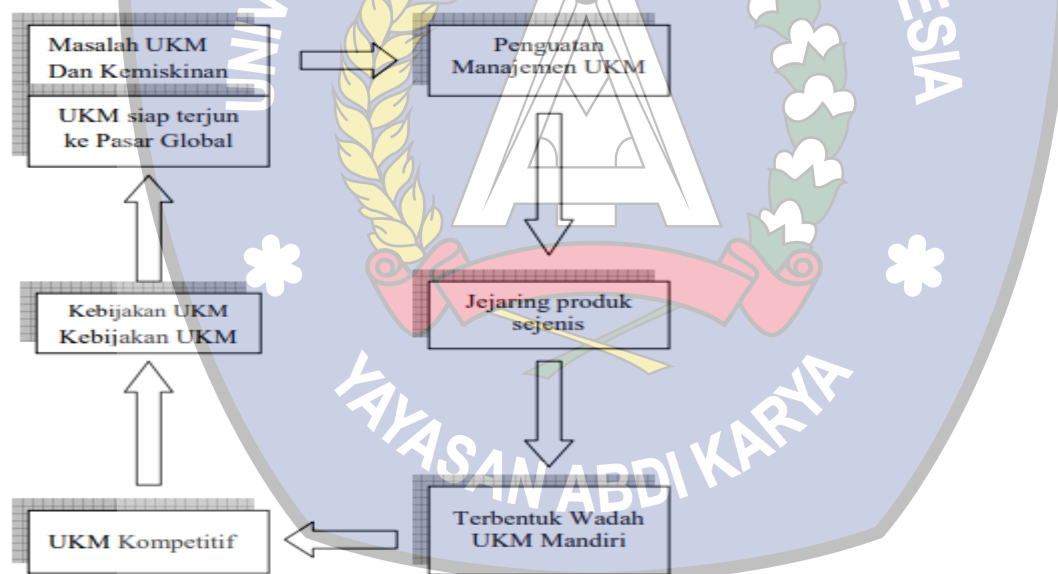 Masalah UKM
Dan Kemiskinan
UKM siap terjun
ke Pasar Global
Penguatan
Manajemen UKM
Jejaring produk
sejenis
Terbentuk Wadah
UKM Mandiri
UKM Kompetitif
Kebijakan UKM
Kebijakan UKM
YAYASAN ABDI KARYA